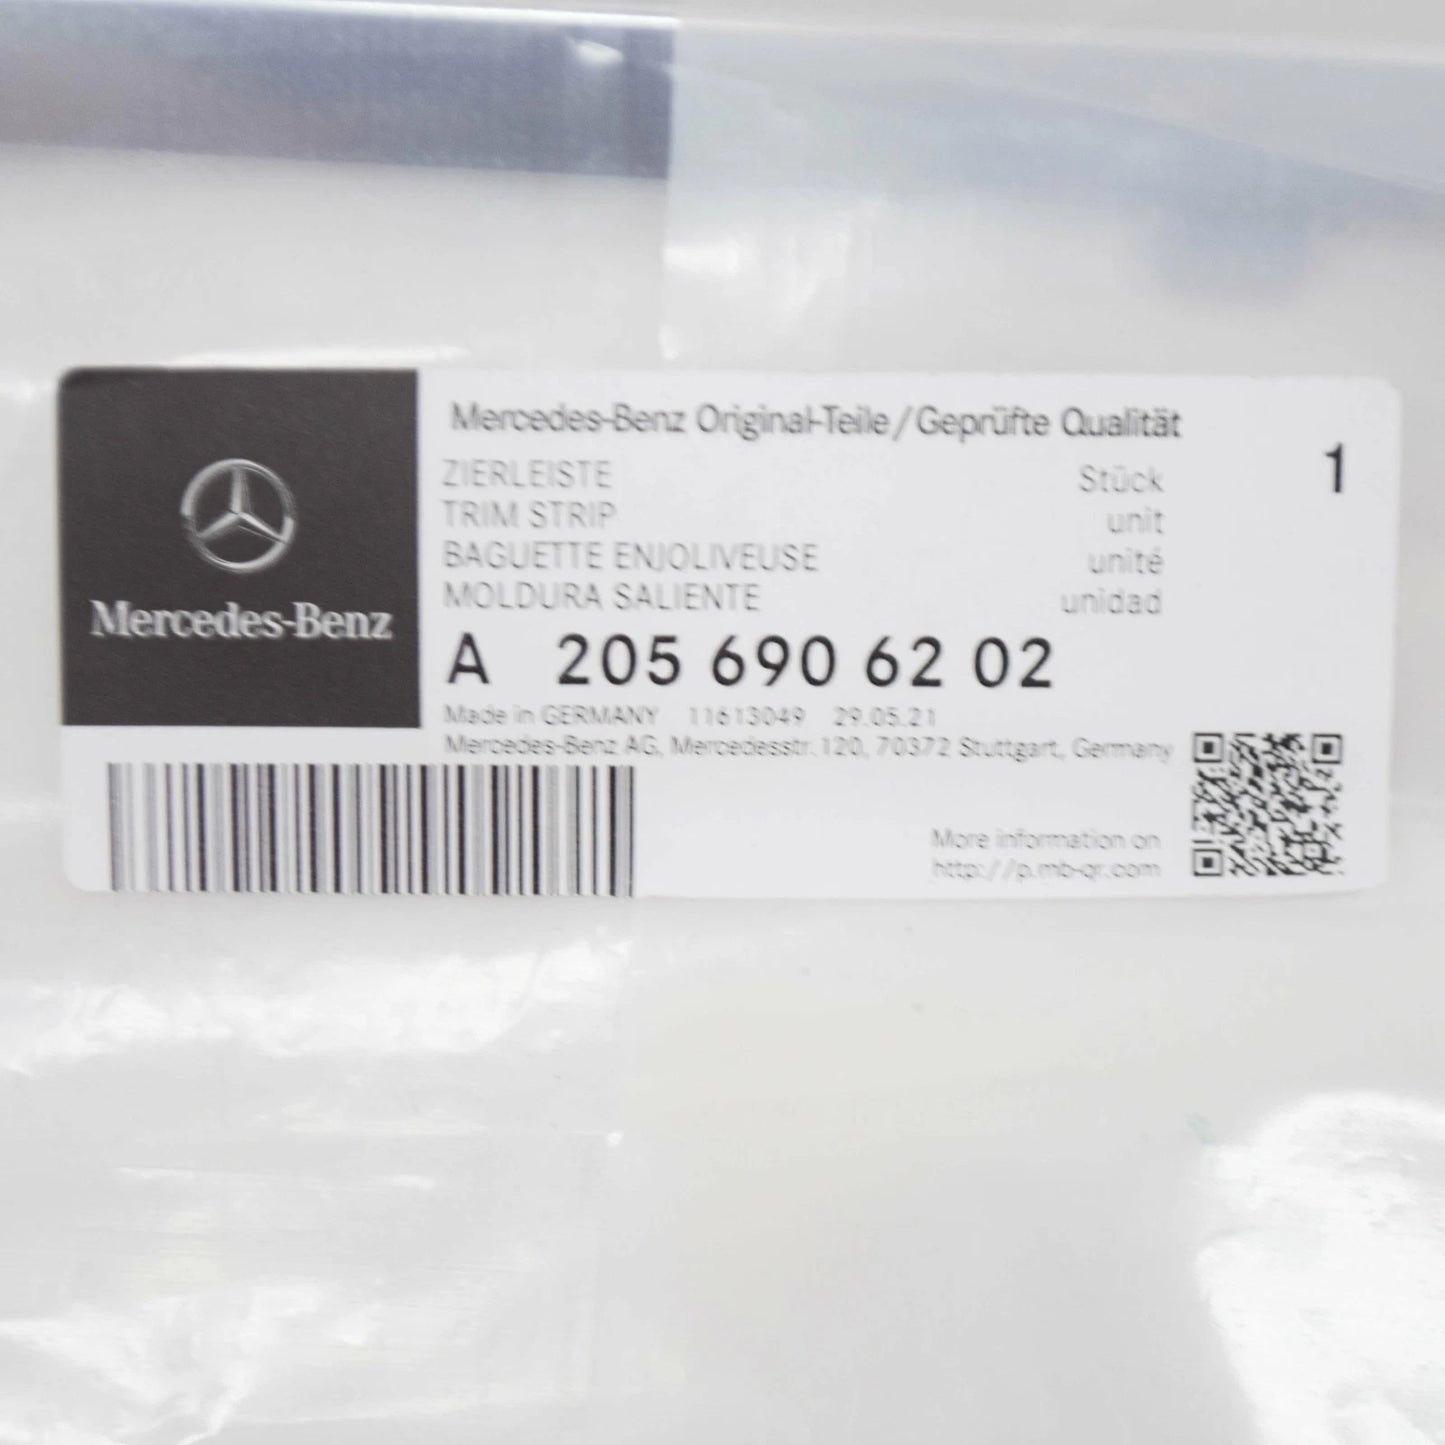 Mercedes-Benz
Mercedes-Benz Original-Teile/Geprüfte Qualität
ZIERLEISTE Stück 1
TRIM STRIP unit
BAGUETTE ENJOLIVEUSE unité
MOLDURA SALIENTE unidad
A 205 690 62 02
Made in GERMANY 11613049 29.05.21
Mercedes-Benz AG, Mercedesstr. 120, 70372 Stuttgart, Germany
More information on
http://p.mb-qr.com